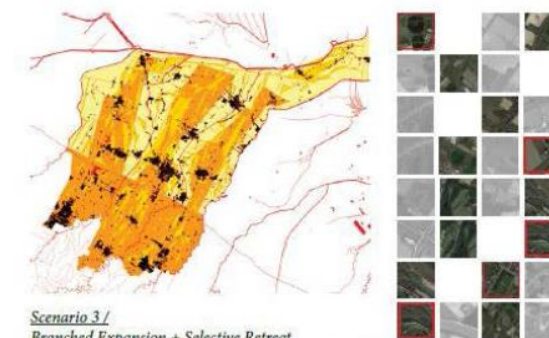 Scenario 3 /
Branched Expansion + Selective Retreat